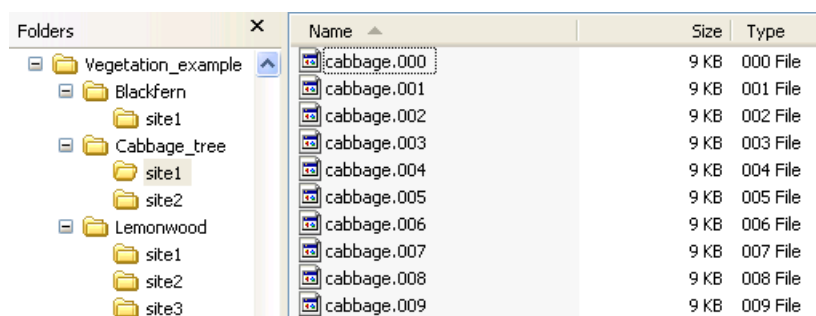 Folders
Vegetation_example
Blackfern
site1
Cabbage_tree
site1
site2
Lemonwood
site1
site2
site3
Name Size Type
cabbage.000 9 KB 000 File
cabbage.001 9 KB 001 File
cabbage.002 9 KB 002 File
cabbage.003 9 KB 003 File
cabbage.004 9 KB 004 File
cabbage.005 9 KB 005 File
cabbage.006 9 KB 006 File
cabbage.007 9 KB 007 File
cabbage.008 9 KB 008 File
cabbage.009 9 KB 009 File